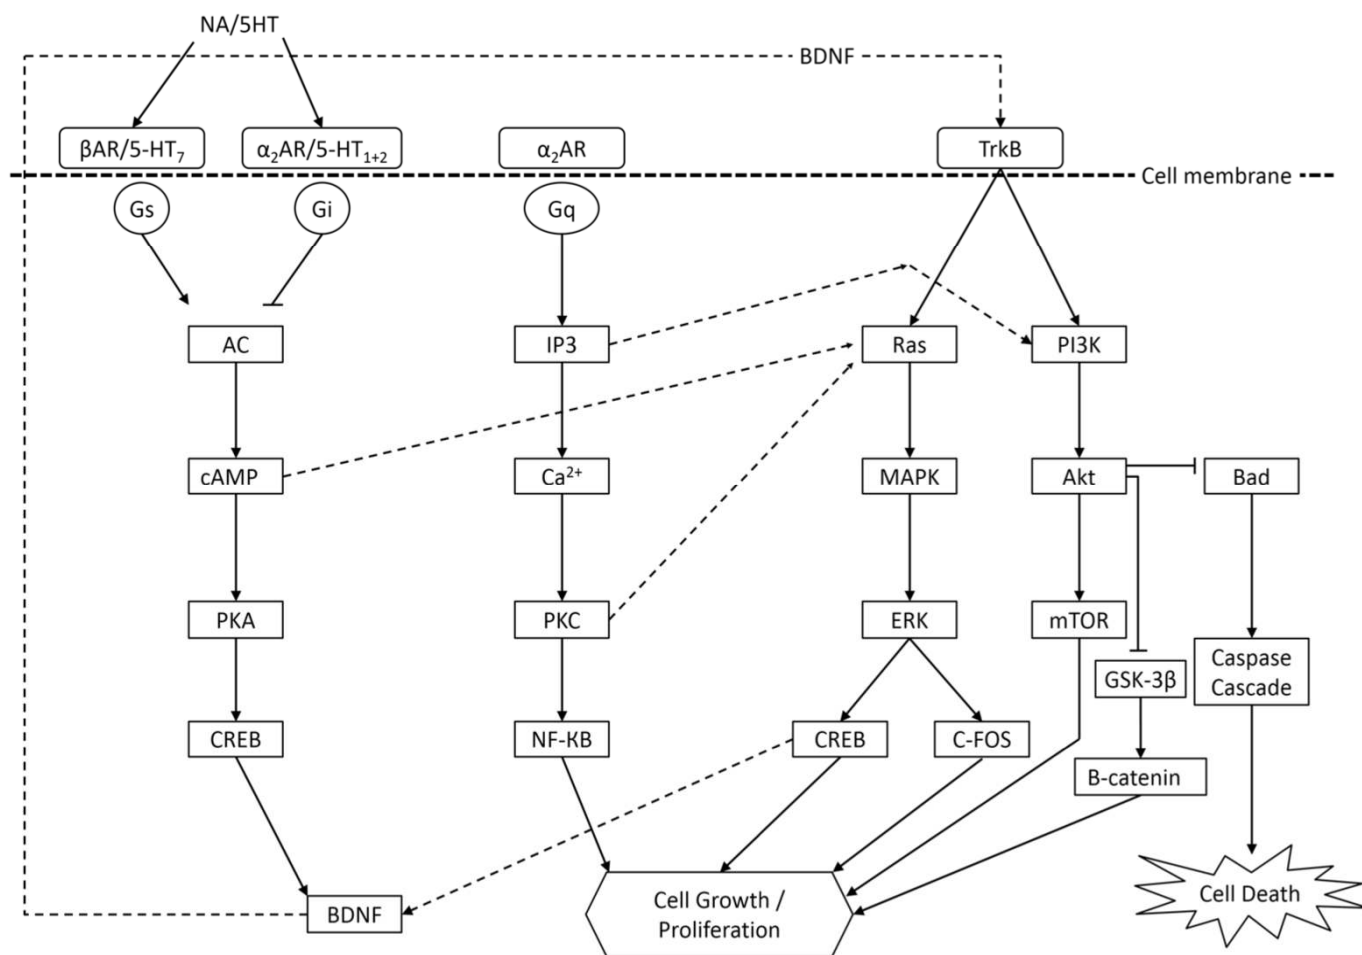 NA/5HT
BDNF
βAR/5-HT₇
α₂AR/5-HT₁₊₂
α₂AR
TrkB
Cell membrane
Gs
Gi
Gq
AC
IP3
Ras
PI3K
cAMP
Ca²⁺
MAPK
Akt
Bad
PKA
PKC
ERK
mTOR
Caspase
Cascade
GSK-3β
CREB
NF-KB
CREB
C-FOS
B-catenin
BDNF
Cell Growth /
Proliferation
Cell Death